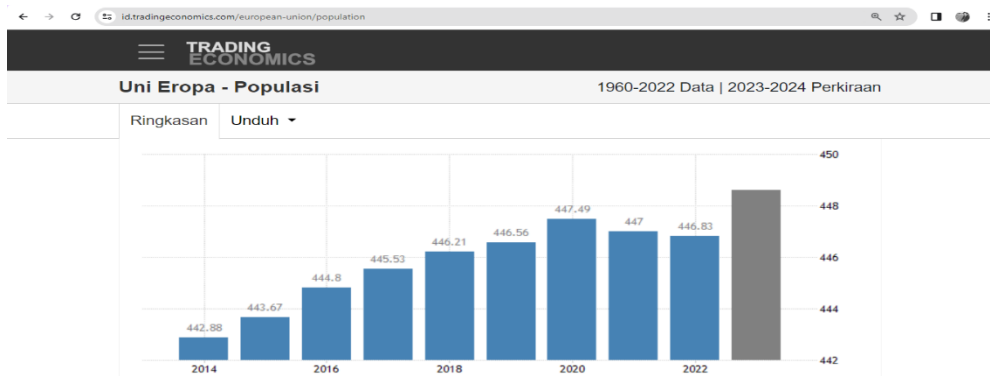 id.tradingeconomics.com/european-union/population
TRADING
ECONOMICS
Uni Eropa - Populasi
1960-2022 Data | 2023-2024 Perkiraan
Ringkasan
Unduh
450
448
446
444
442
442.88
443.67
444.8
445.53
446.21
446.56
447.49
447
446.83
2014
2016
2018
2020
2022